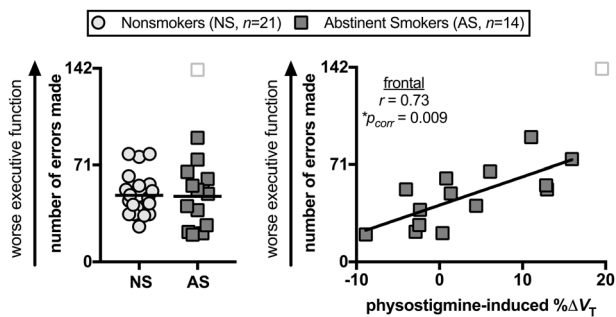 Nonsmokers (NS, n=21) Abstinent Smokers (AS, n=14)
worse executive function
number of errors made
142
71
0
NS AS
worse executive function
number of errors made
142
71
0
frontal
r = 0.73
*pcorr = 0.009
-10 0 10 20
physostigmine-induced %ΔVT